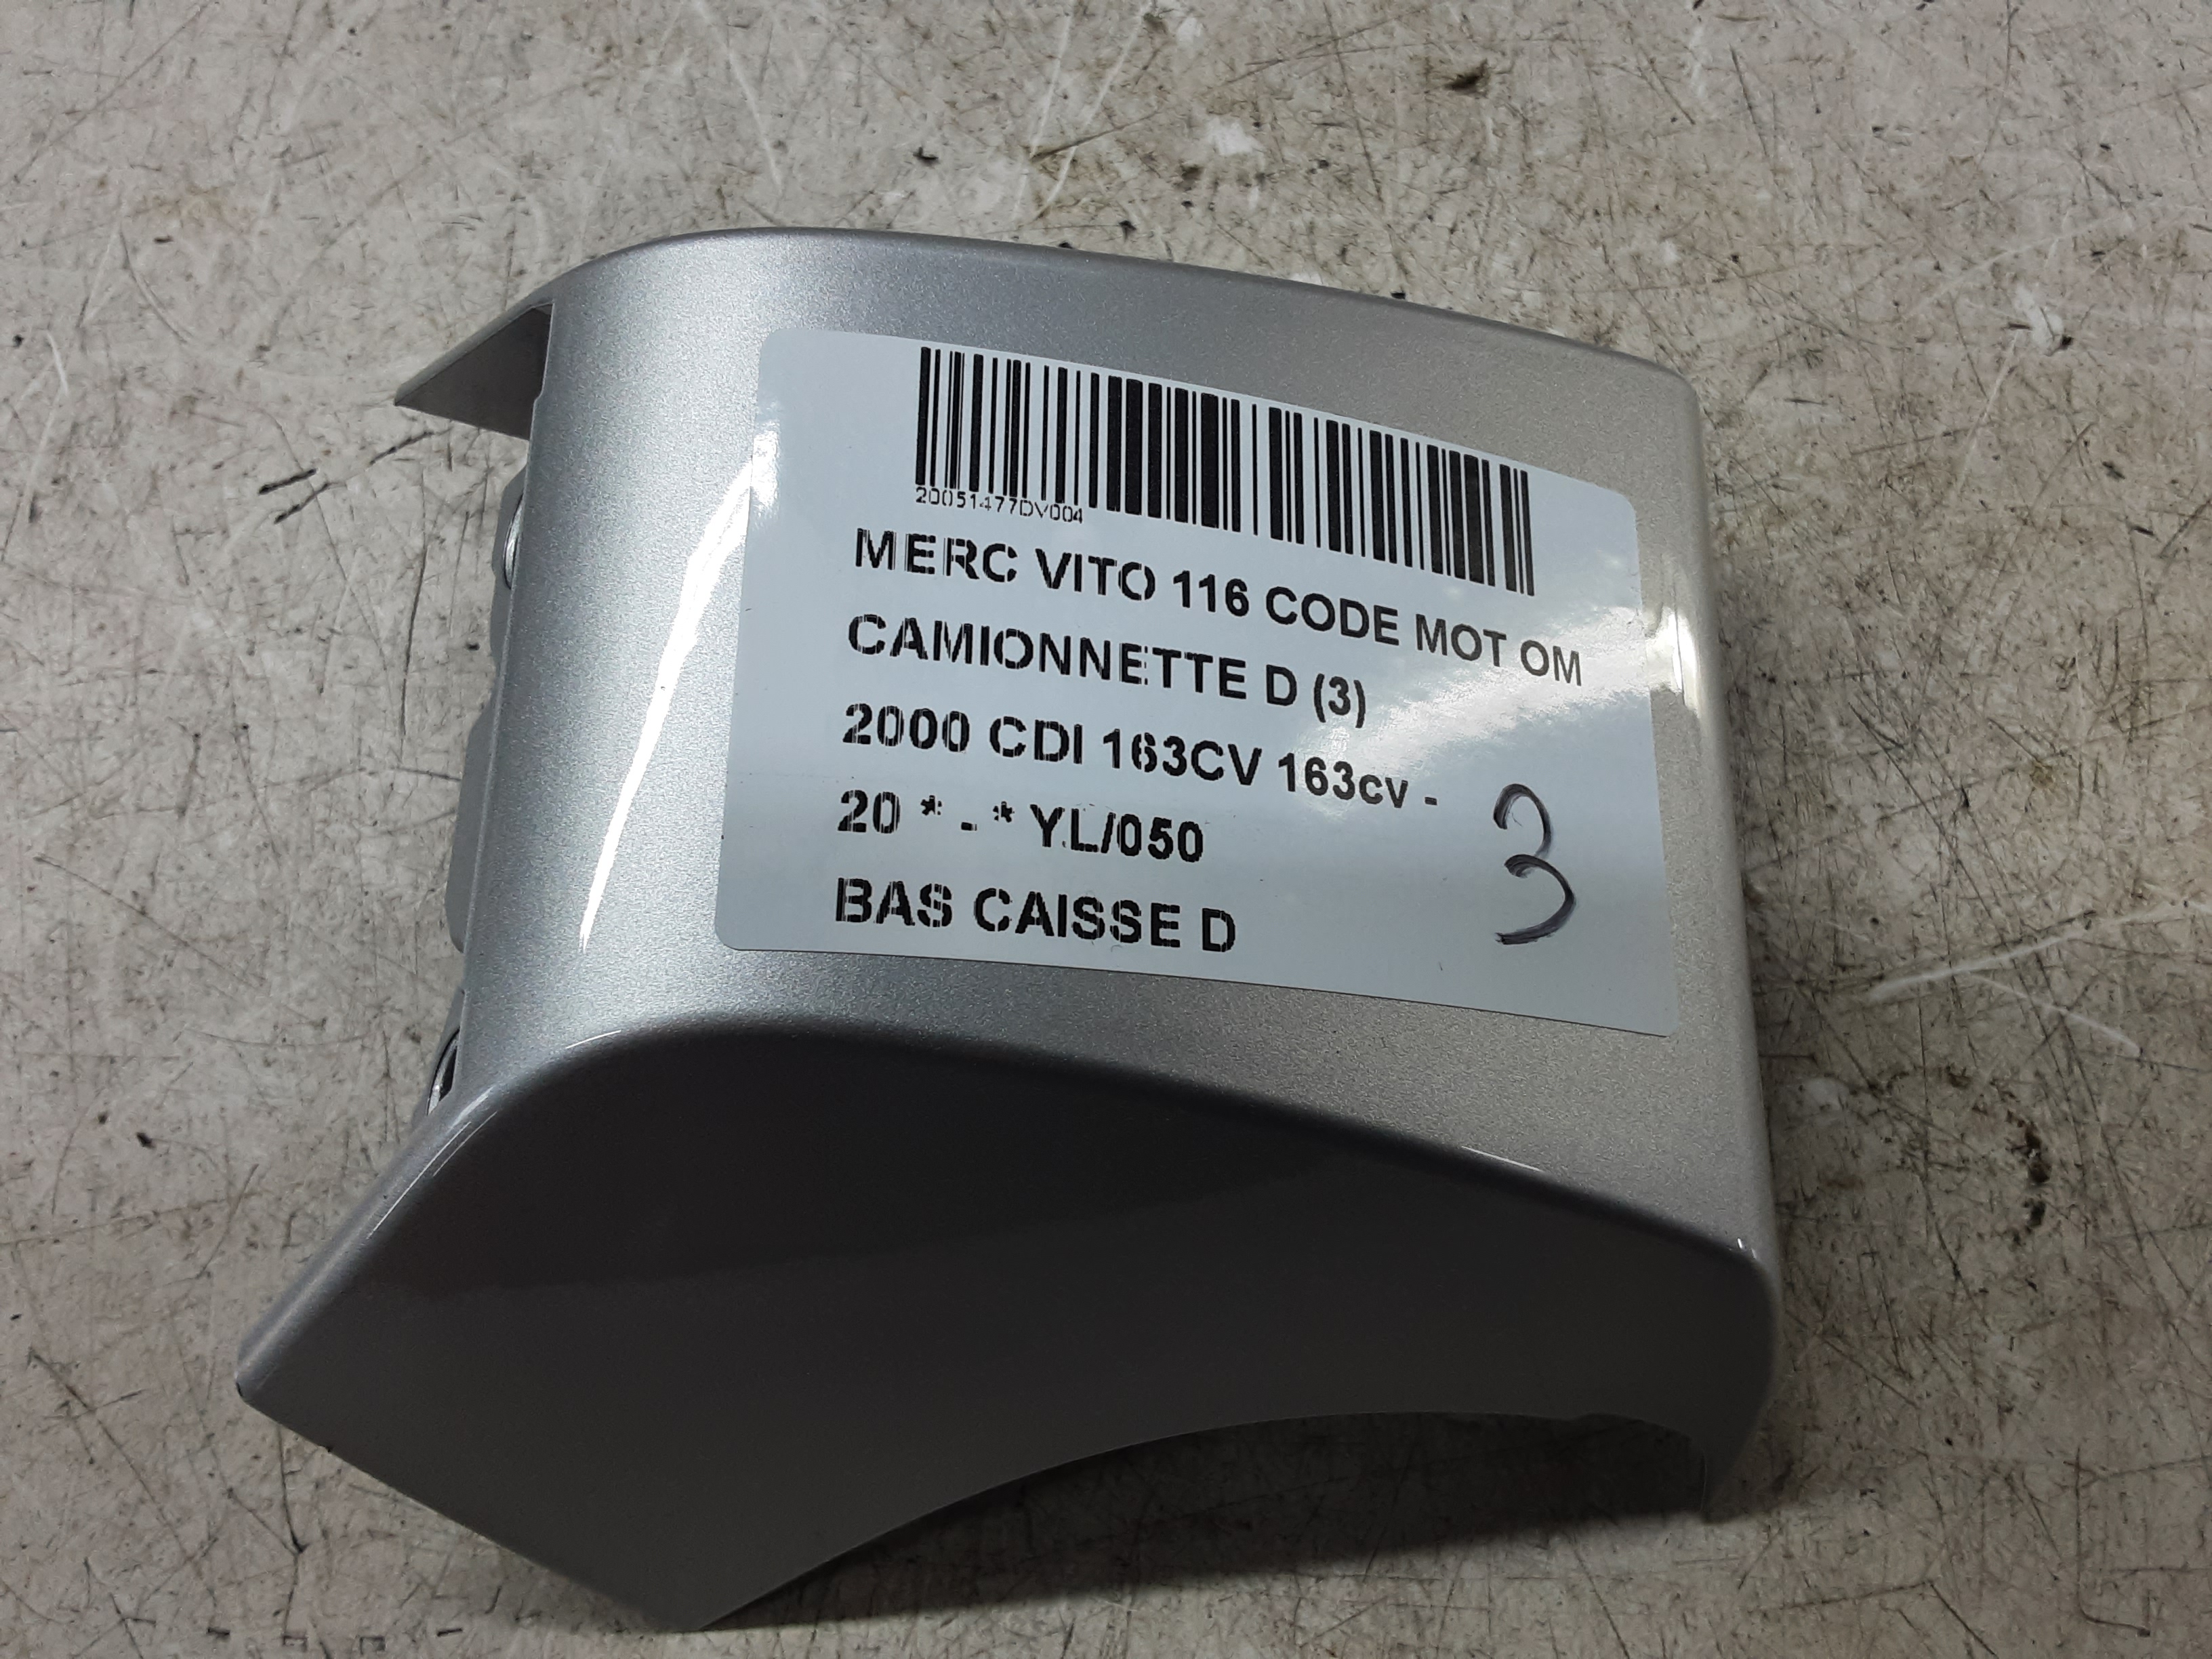 20051477DV004
MERC VITO 116 CODE MOT OM
CAMIONNETTE D (3)
2000 CDI 163CV 163cv -
20 * - * YL/050
BAS CAISSE D
3